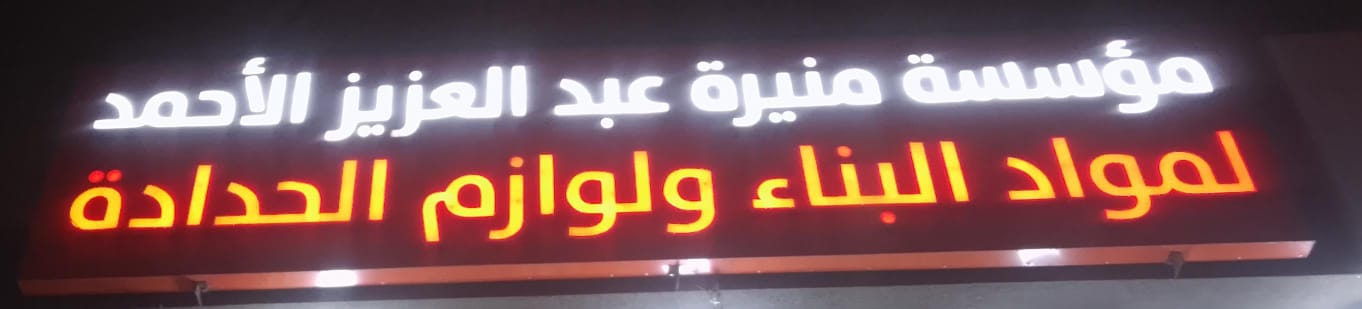 مؤسسة منيرة عبد العزيز الأحمد
لمواد البناء ولوازم الحدادة